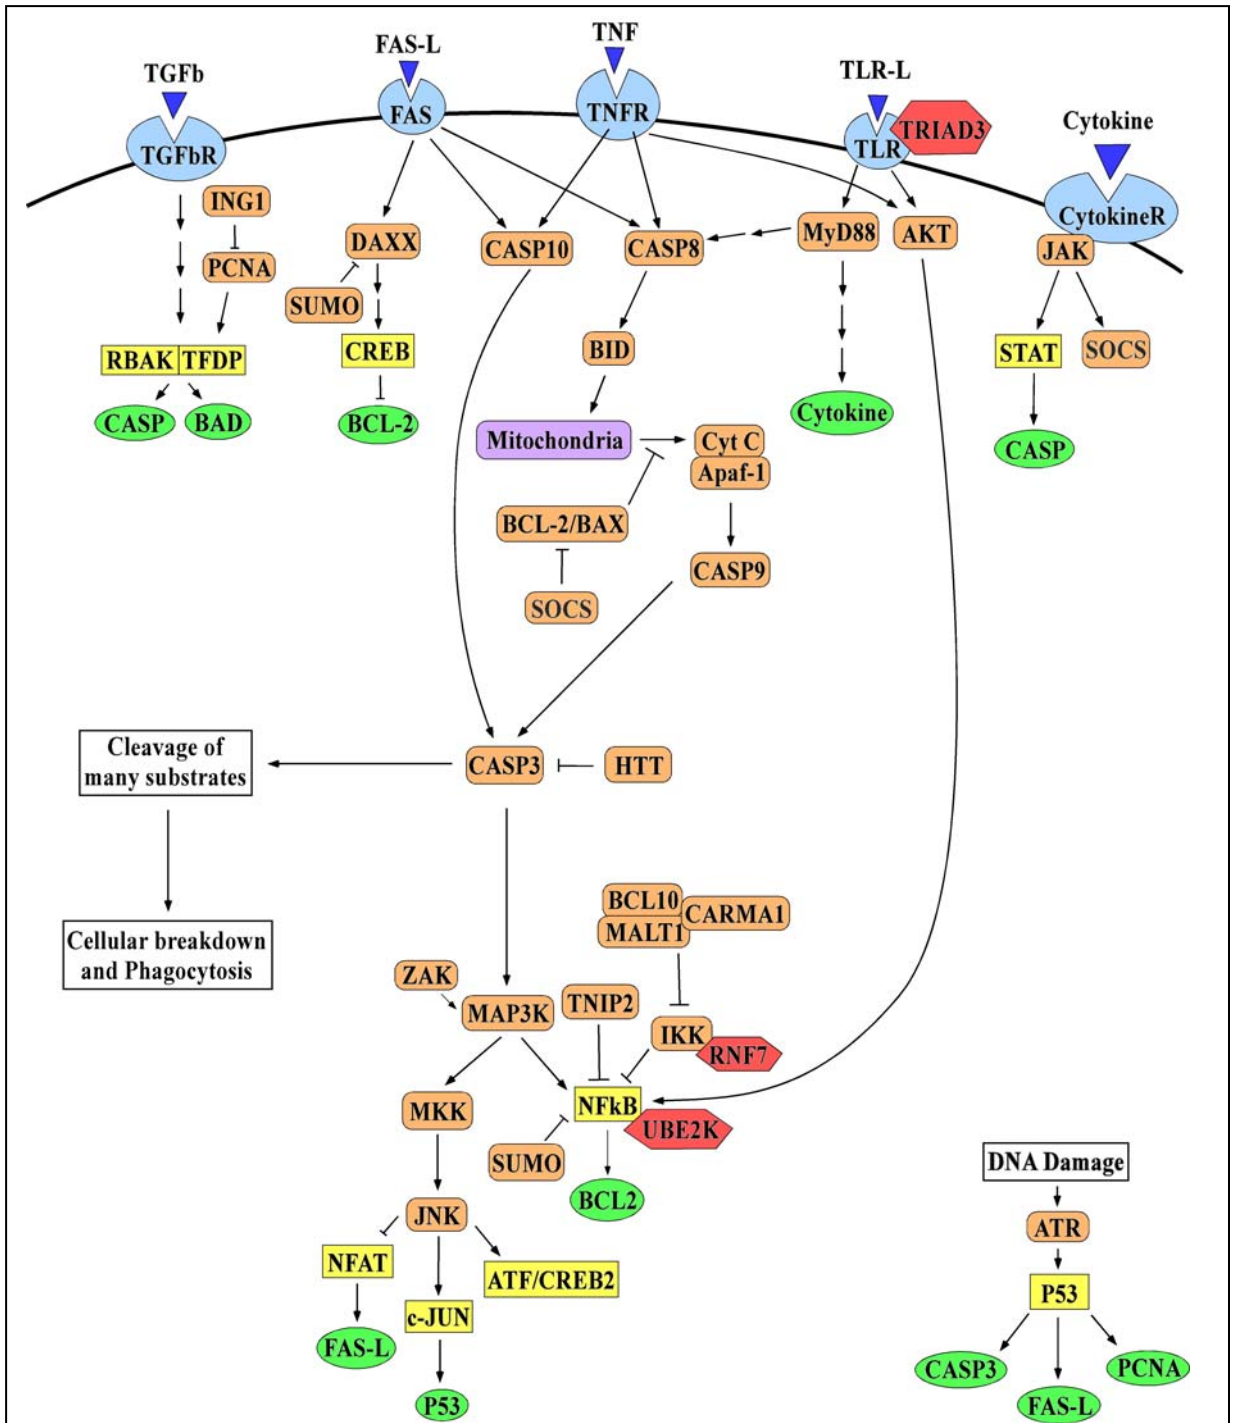 TNF
FAS-L
TGFb
TLR-L
Cytokine
FAS
TNFR
TRIAD3
TLR
TGFbR
ING1
CytokineR
DAXX
CASP10
CASP8
MyD88
AKT
JAK
PCNA
SUMO
CREB
BID
STAT
SOCS
RBAK
TFDP
CASP
BAD
BCL-2
Cytokine
CASP
Mitochondria
Cyt C
Apaf-1
BCL-2/BAX
CASP9
SOCS
Cleavage of
many substrates
CASP3
HTT
BCL10
CARMA1
MALT1
Cellular breakdown
and Phagocytosis
ZAK
MAP3K
TNIP2
IKK
RNF7
MKK
NFkB
UBE2K
SUMO
DNA Damage
BCL2
JNK
ATR
NFAT
ATF/CREB2
P53
c-JUN
FAS-L
CASP3
PCNA
P53
FAS-L